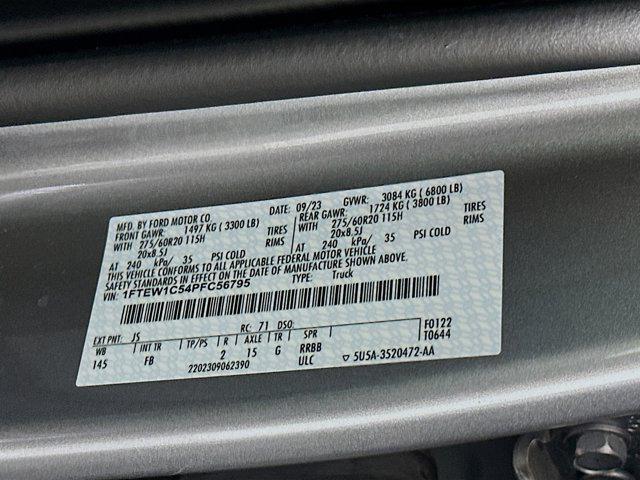 MFD. BY FORD MOTOR CO. DATE: 09/23 GVWR: 3084 KG ( 6800 LB)
FRONT GAWR: 1497 KG ( 3300 LB) REAR GAWR: 1724 KG ( 3800 LB)
WITH 275/60R20 115H TIRES WITH 275/60R20 115H TIRES
20x8.5J RIMS 20x8.5J RIMS
AT 240 kPa/ 35 PSI COLD AT 240 kPa/ 35 PSI COLD
THIS VEHICLE CONFORMS TO ALL APPLICABLE FEDERAL MOTOR VEHICLE
SAFETY STANDARDS IN EFFECT ON THE DATE OF MANUFACTURE SHOWN ABOVE.
VIN: 1FTEW1C54PFC56795 TYPE: Truck
EXT PNT: JS RC: 71 DSO: F0122
WB INT TR TP/PS R AXLE TR SPR T0644
145 FB 2 15 G RRBB
2202309062390 ULC ▽ 5U5A-3520472-AA